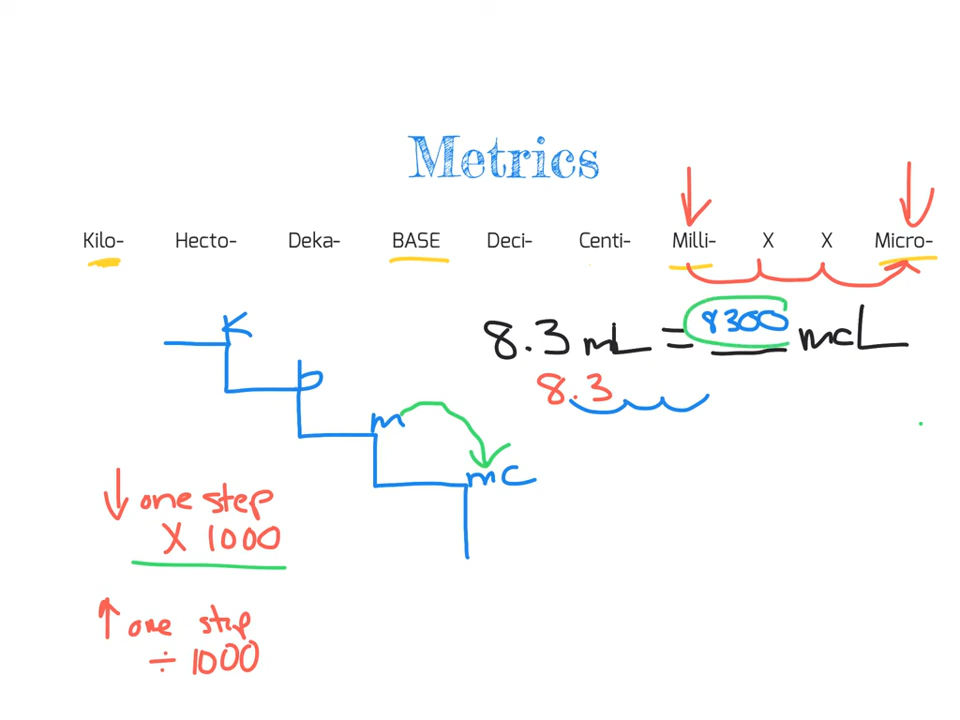 Metrics
Kilo- Hecto- Deka- BASE Deci- Centi- Milli- X X Micro-
8.3 mL = 8300 mcL
8.3
K
b
m
mc
↓ one step
X 1000
↑ one step
÷ 1000